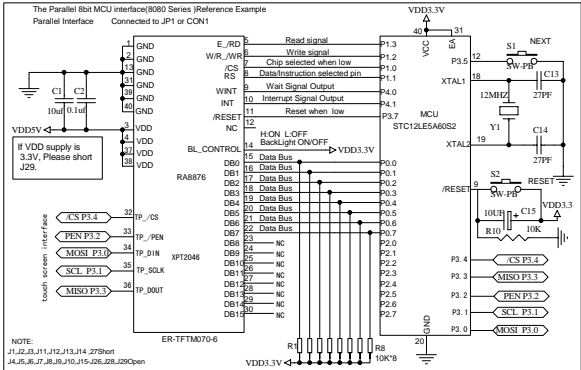 The Parallel 8bit MCU interface(8080 Series )Reference Example
Parallel Interface Connected to JP1 or CON1
VDD3.3V
1 GND
2 GND
13 GND
31 GND
39 GND
40 GND
C1 10uf
C2 0.1uf
VDD5V
3 VDD
4 VDD
37 VDD
38 VDD
If VDD supply is
3.3V, Please short
J29.
E_/RD 5 Read signal P1.3
W/R_/WR 6 Write signal P1.2
/CS 7 Chip selected when low P1.0
RS 8 Data/Instruction selected pin P1.1
WINT 9 Wait Signal Output P4.0
INT 10 Interrupt Signal Output P4.1
/RESET 11 Reset when low P3.7
NC 12
H:ON L:OFF
BL_CONTROL 14 BackLight ON/OFF VDD3.3V
RA8876
DB0 15 Data Bus P0.0
DB1 16 Data Bus P0.1
DB2 17 Data Bus P0.2
DB3 18 Data Bus P0.3
DB4 19 Data Bus P0.4
DB5 20 Data Bus P0.5
DB6 21 Data Bus P0.6
DB7 22 Data Bus P0.7
DB8 23 NC P2.0
DB9 24 NC P2.1
DB10 25 NC P2.2
DB11 26 NC P2.3
DB12 27 NC P2.4
DB13 28 NC P2.5
DB14 29 NC P2.6
DB15 30 NC P2.7
touch screen interface
/CS P3.4 32 TP_/CS
PEN P3.2 33 TP_/PEN
MOSI P3.0 34 TP_DIN
SCL P3.1 35 TP_SCLK
MISO P3.3 36 TP_DOUT
XPT2046
ER-TFTM070-6
R1
R8
10K*8
VDD3.3V
40 VCC
31 EA
MCU
STC12LE5A60S2
P3.5 12 S1 NEXT
SW-PB
XTAL1 18
C13
27PF
12MHZ
Y1
XTAL2 19
C14
27PF
S2
/RESET 9 RESET
SW-PB
10UF C15
VDD3.3
R10 10K
P3.4 /CS P3.4
P3.3 MISO P3.3
P3.2 PEN P3.2
P3.1 SCL P3.1
P3.0 MOSI P3.0
GND
20
NOTE:
J1,J2,J3,J11,J12,J13,J14 ,27Short
J4,J5,J6,J7,J8,J9,J10,J15-J26,J28,J29Open